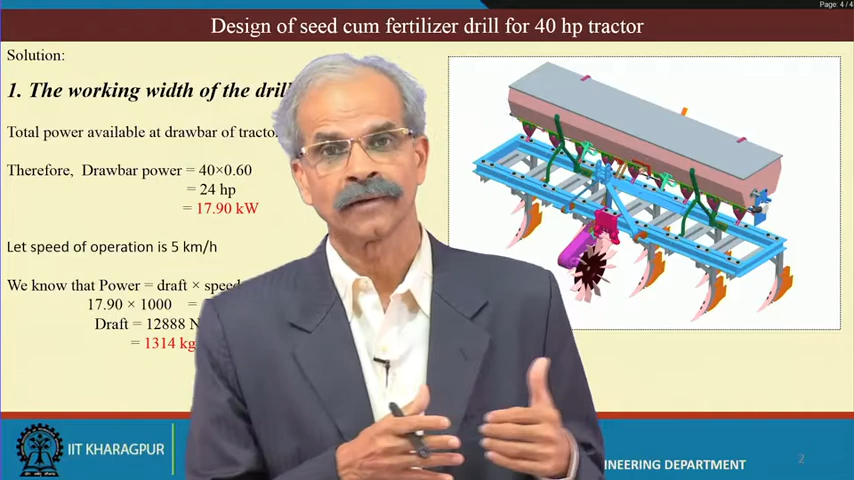 Page: 4 / 4
Design of seed cum fertilizer drill for 40 hp tractor
Solution:
1. The working width of the drill
Total power available at drawbar of tractor
Therefore, Drawbar power = 40×0.60
= 24 hp
= 17.90 kW
Let speed of operation is 5 km/h
We know that Power = draft × speed
17.90 × 1000 =
Draft = 12888 N
= 1314 kg
IIT KHARAGPUR
NEERING DEPARTMENT
2